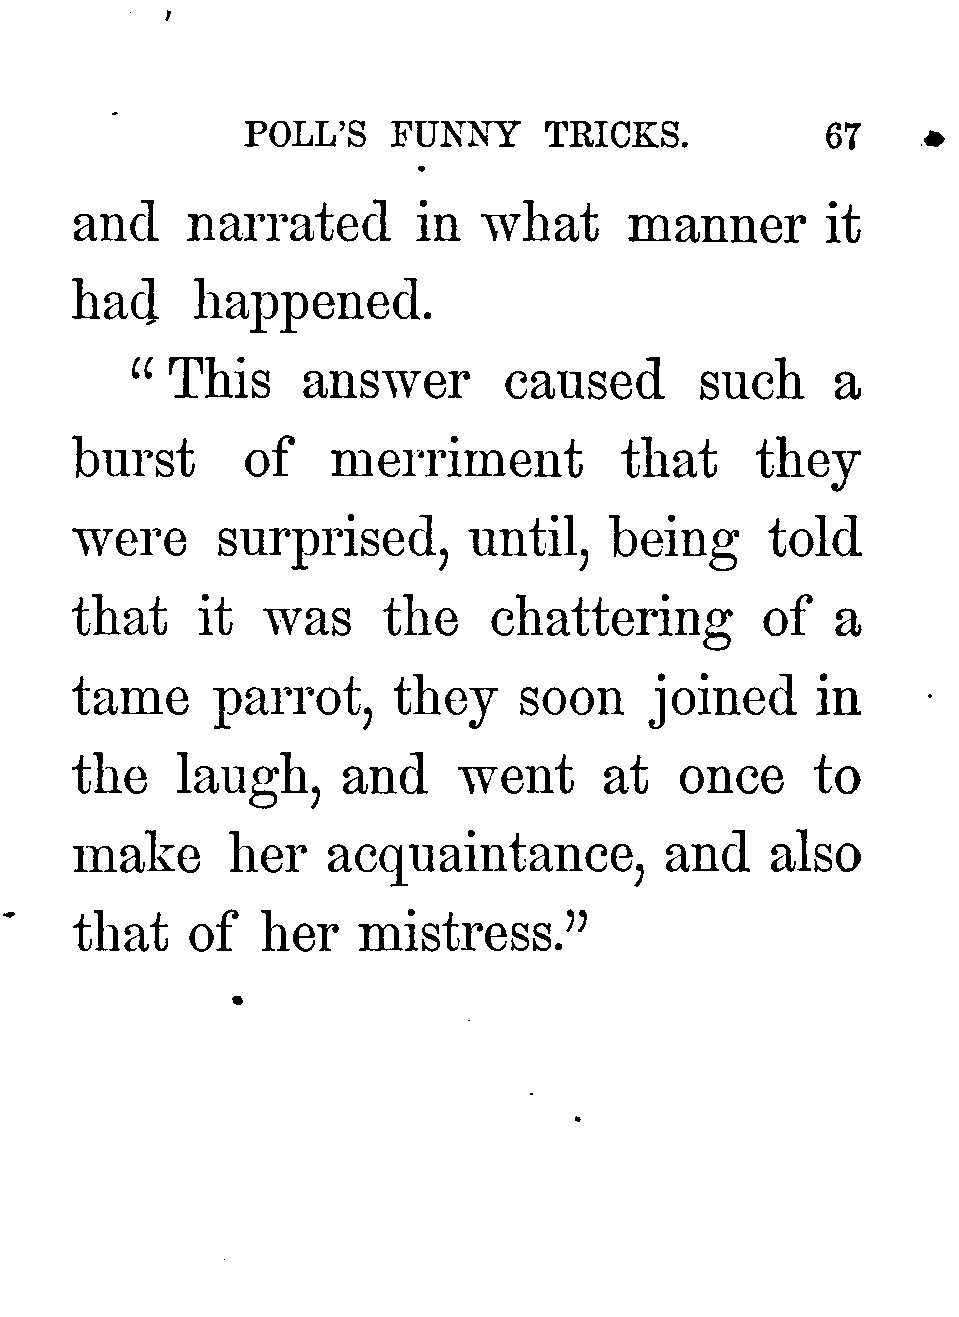 POLL'S FUNNY TRICKS. 67
and narrated in what manner it
had happened.
“This answer caused such a
burst of merriment that they
were surprised, until, being told
that it was the chattering of a
tame parrot, they soon joined in
the laugh, and went at once to
make her acquaintance, and also
that of her mistress.”